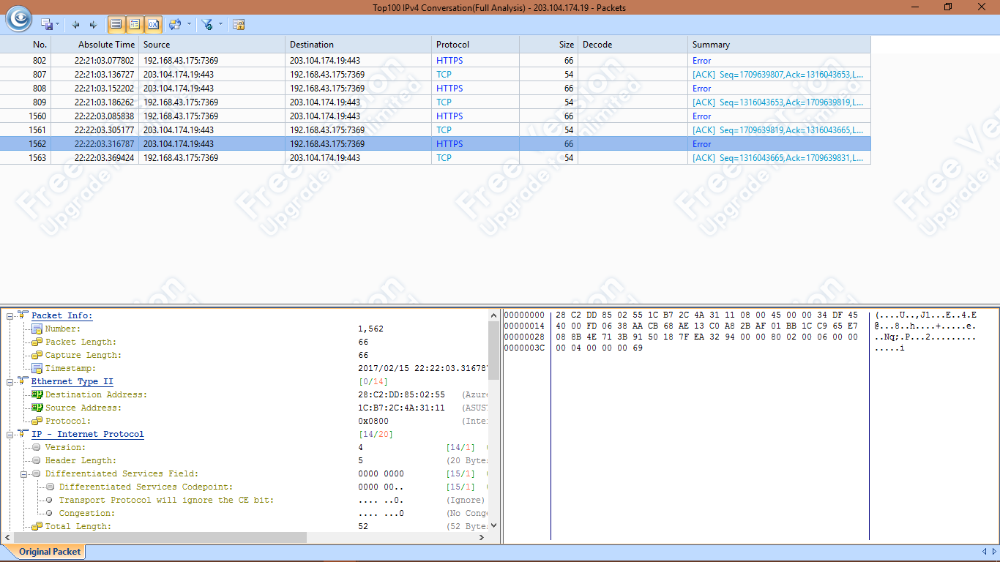 Top100 IPv4 Conversation(Full Analysis) - 203.104.174.19 - Packets
No. Absolute Time Source Destination Protocol Size Decode Summary
802 22:21:03.077802 192.168.43.175:7369 203.104.174.19:443 HTTPS 66 Error
807 22:21:03.136727 203.104.174.19:443 192.168.43.175:7369 TCP 54 [ACK] Seq=1709639807,Ack=1316043653,L...
808 22:21:03.152202 203.104.174.19:443 192.168.43.175:7369 HTTPS 66 Error
809 22:21:03.186262 192.168.43.175:7369 203.104.174.19:443 TCP 54 [ACK] Seq=1316043653,Ack=1709639819,L...
1560 22:22:03.085838 192.168.43.175:7369 203.104.174.19:443 HTTPS 66 Error
1561 22:22:03.305177 203.104.174.19:443 192.168.43.175:7369 TCP 54 [ACK] Seq=1709639819,Ack=1316043665,L...
1562 22:22:03.316787 203.104.174.19:443 192.168.43.175:7369 HTTPS 66 Error
1563 22:22:03.369424 192.168.43.175:7369 203.104.174.19:443 TCP 54 [ACK] Seq=1316043665,Ack=1709639831,L...
Free Version
Upgrade to Unlimited
Packet Info:
Number: 1,562
Packet Length: 66
Capture Length: 66
Timestamp: 2017/02/15 22:22:03.316787
Ethernet Type II [0/14]
Destination Address: 28:C2:DD:85:02:55 (Azure
Source Address: 1C:B7:2C:4A:31:11 (ASUST
Protocol: 0x0800 (Inte
IP - Internet Protocol [14/20]
Version: 4 [14/1]
Header Length: 5 (20 Bytes
Differentiated Services Field: 0000 0000 [15/1]
Differentiated Services Codepoint: 0000 00.. [15/1]
Transport Protocol will ignore the CE bit: .... ..0. (Ignore)
Congestion: .... ...0 (No Cong
Total Length: 52 (52 Bytes
00000000 28 C2 DD 85 02 55 1C B7 2C 4A 31 11 08 00 45 00 00 34 DF 45 (....U..,J1...E..4.E
00000014 40 00 FD 06 38 AA CB 68 AE 13 C0 A8 2B AF 01 BB 1C C9 65 E7 @...8..h....+.....e.
00000028 08 8B 4E 71 3B 91 50 18 7F EA 32 94 00 00 80 02 00 06 00 00 ..Nq;.P...2.........
0000003C 00 04 00 00 00 69 .....i
Original Packet